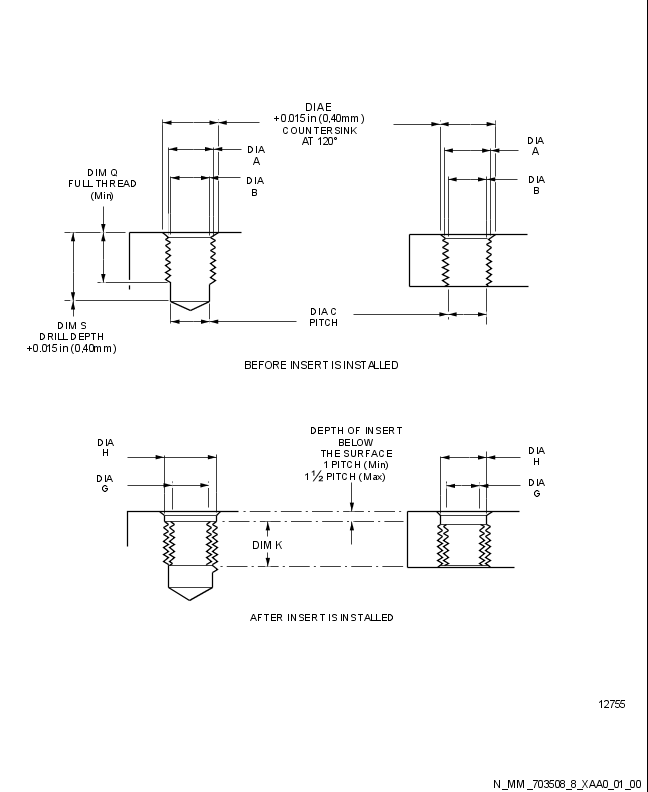 DIA E
+0.015 in (0,40mm)
COUNTERSINK
AT 120°
DIA
A
DIA
B
DIA
A
DIA
B
DIM Q
FULL THREAD
(Min)
DIM S
DRILL DEPTH
+0.015 in (0,40mm)
DIA C
PITCH
BEFORE INSERT IS INSTALLED
DIA
H
DIA
G
DEPTH OF INSERT
BELOW
THE SURFACE
1 PITCH (Min)
1 ½ PITCH (Max)
DIA
H
DIA
G
DIM K
AFTER INSERT IS INSTALLED
12755
N_MM_703508_8_XAA0_01_00